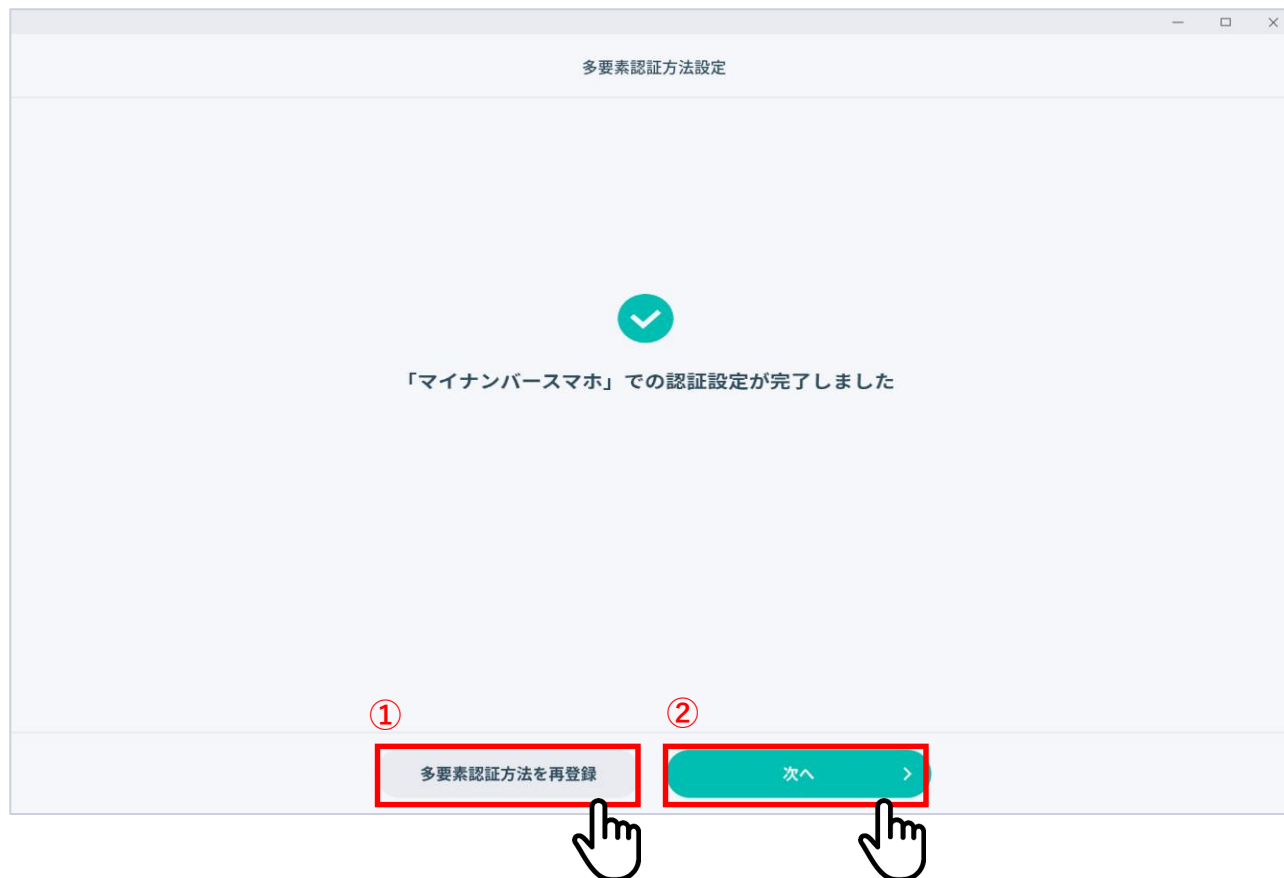 多要素認証方法設定
「マイナンバースマホ」での認証設定が完了しました
①
②
多要素認証方法を再登録
次へ